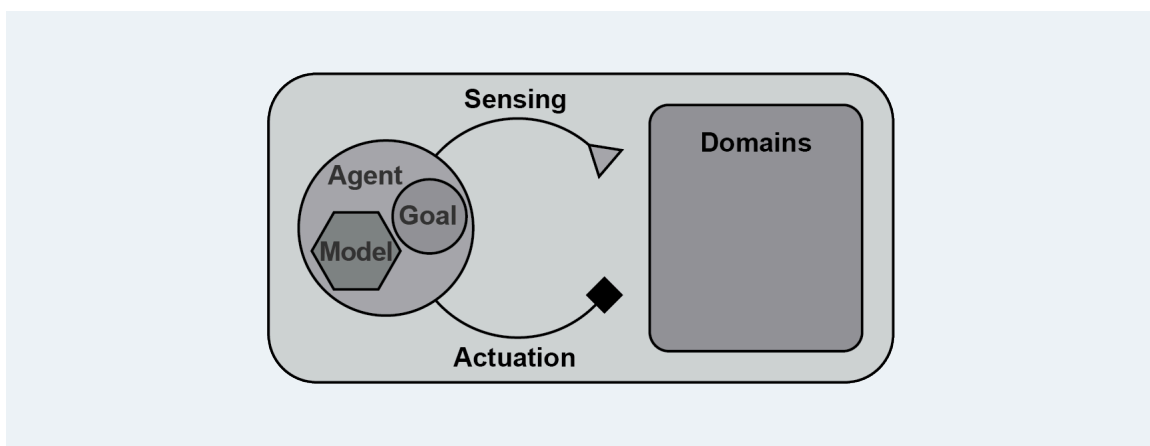 Sensing
Domains
Agent
Goal
Model
Actuation